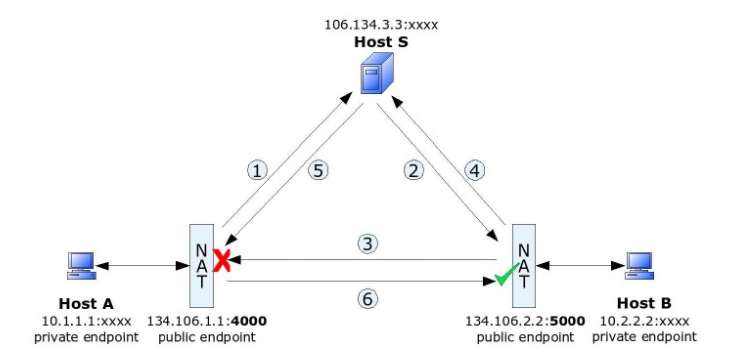 106.134.3.3:xxxx
Host S
1
5
2
4
3
6
NAT
NAT
Host A
10.1.1.1:xxxx
private endpoint
134.106.1.1:4000
public endpoint
134.106.2.2:5000
public endpoint
Host B
10.2.2.2:xxxx
private endpoint